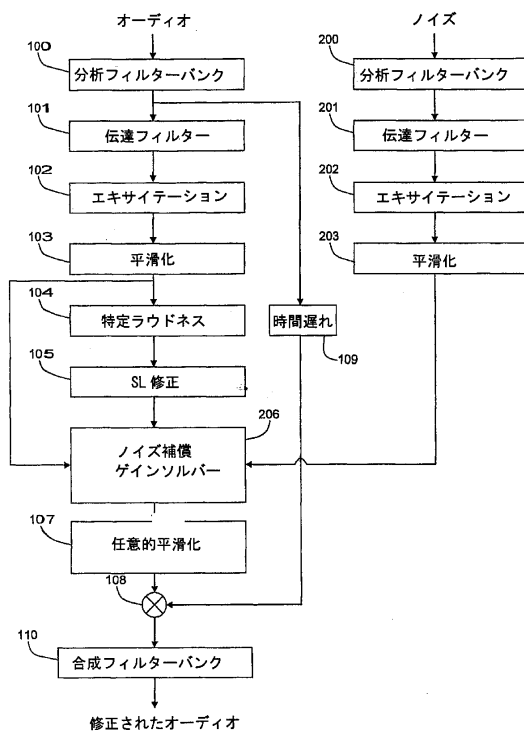 オーディオ
ノイズ
100
分析フィルターバンク
200
分析フィルターバンク
101
伝達フィルター
201
伝達フィルター
102
エキサイテーション
202
エキサイテーション
103
平滑化
203
平滑化
104
特定ラウドネス
時間遅れ
109
105
SL 修正
206
ノイズ補償
ゲインソルバー
107
任意的平滑化
108
110
合成フィルターバンク
修正されたオーディオ